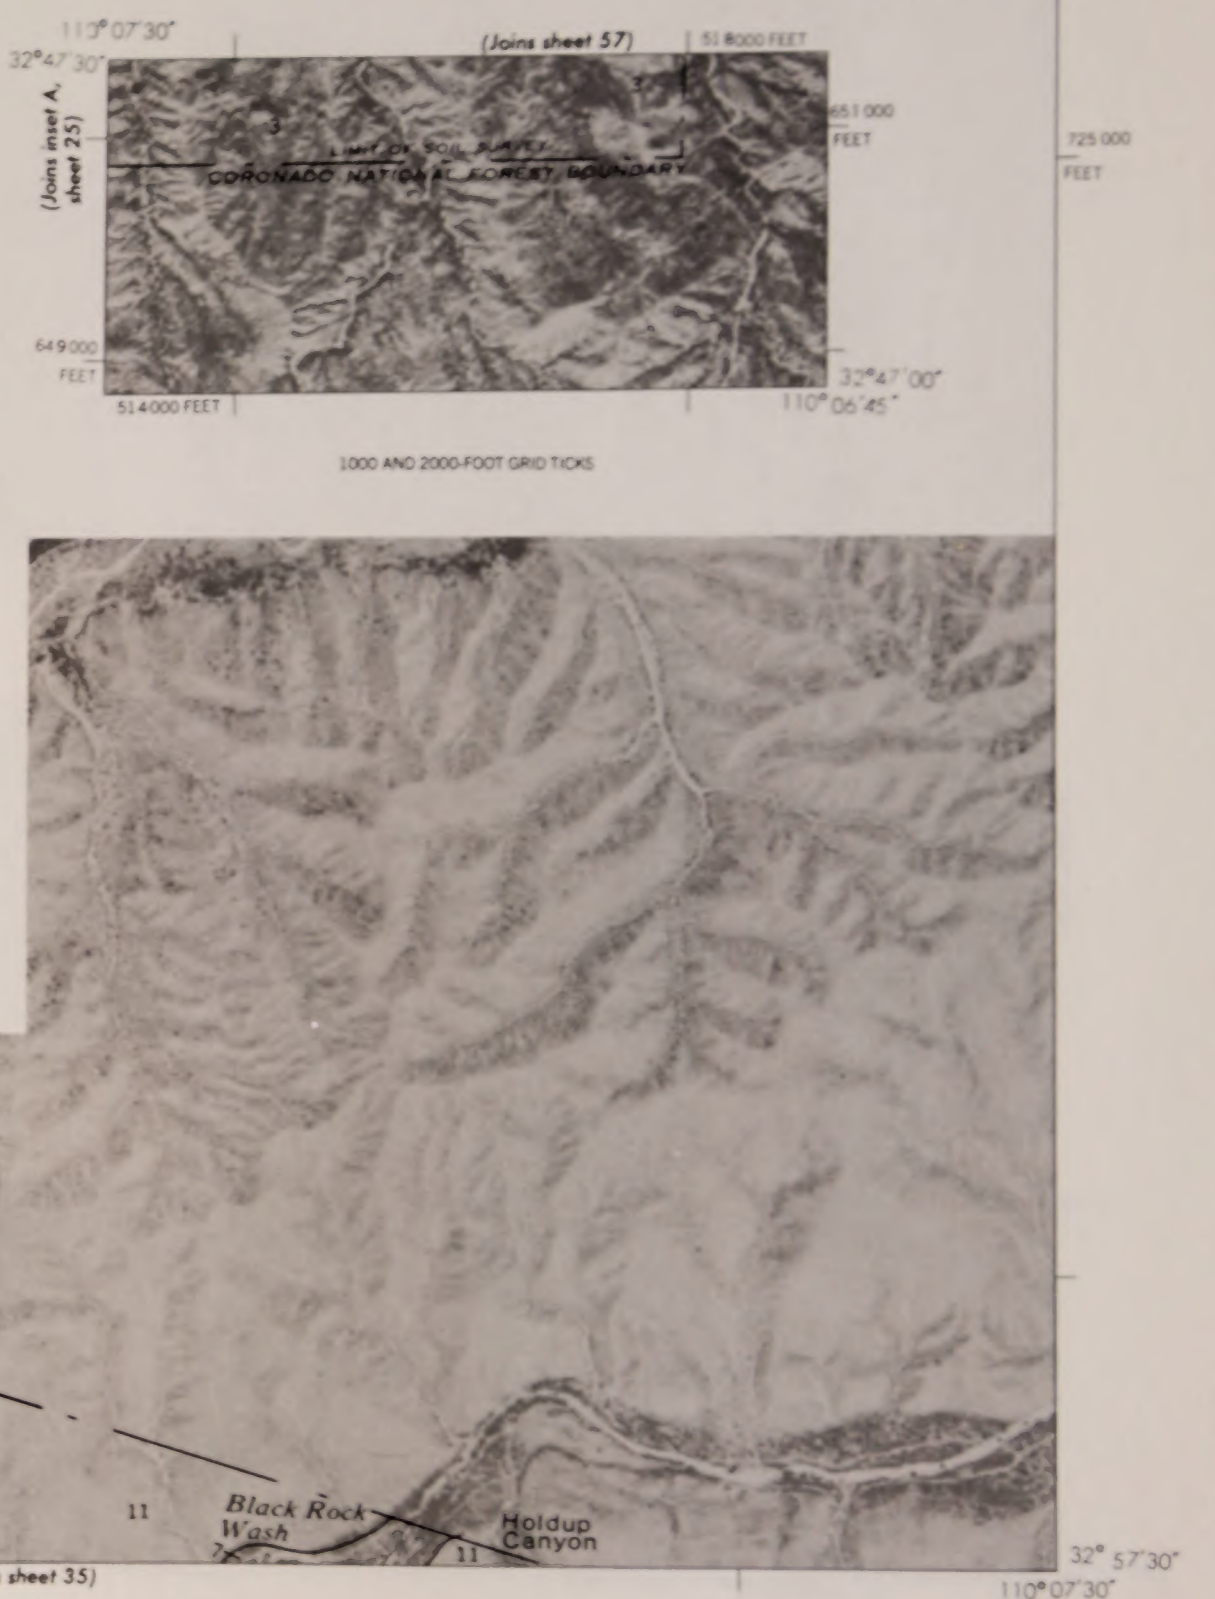 110° 07'30"
(Joins sheet 57)
518000 FEET
32°47'30"
(Joins inset A,
sheet 25)
3
3
651 000
FEET
725 000
FEET
LIMIT OF SOIL SURVEY
CORONADO NATIONAL FOREST BOUNDARY
649 000
FEET
514000 FEET
32°47'00"
110° 06'45"
1000 AND 2000-FOOT GRID TICKS
11
Black Rock
Wash
Holdup
Canyon
7
11
sheet 35)
32° 57'30"
110° 07'30"